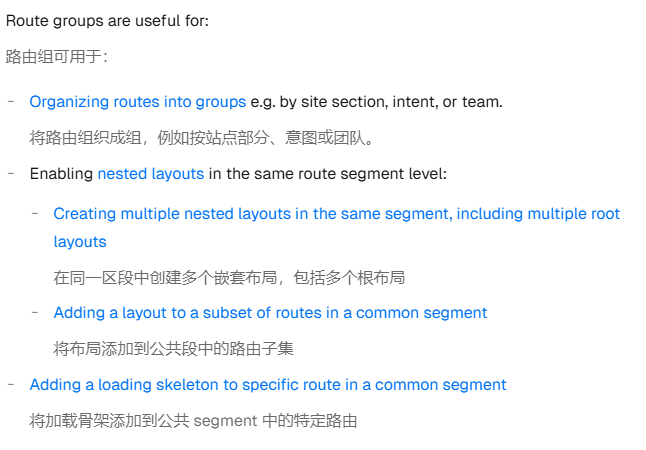 Route groups are useful for:
路由组可用于：
- Organizing routes into groups e.g. by site section, intent, or team.
将路由组织成组，例如按站点部分、意图或团队。
- Enabling nested layouts in the same route segment level:
- Creating multiple nested layouts in the same segment, including multiple root
layouts
在同一区段中创建多个嵌套布局，包括多个根布局
- Adding a layout to a subset of routes in a common segment
将布局添加到公共段中的路由子集
- Adding a loading skeleton to specific route in a common segment
将加载骨架添加到公共 segment 中的特定路由